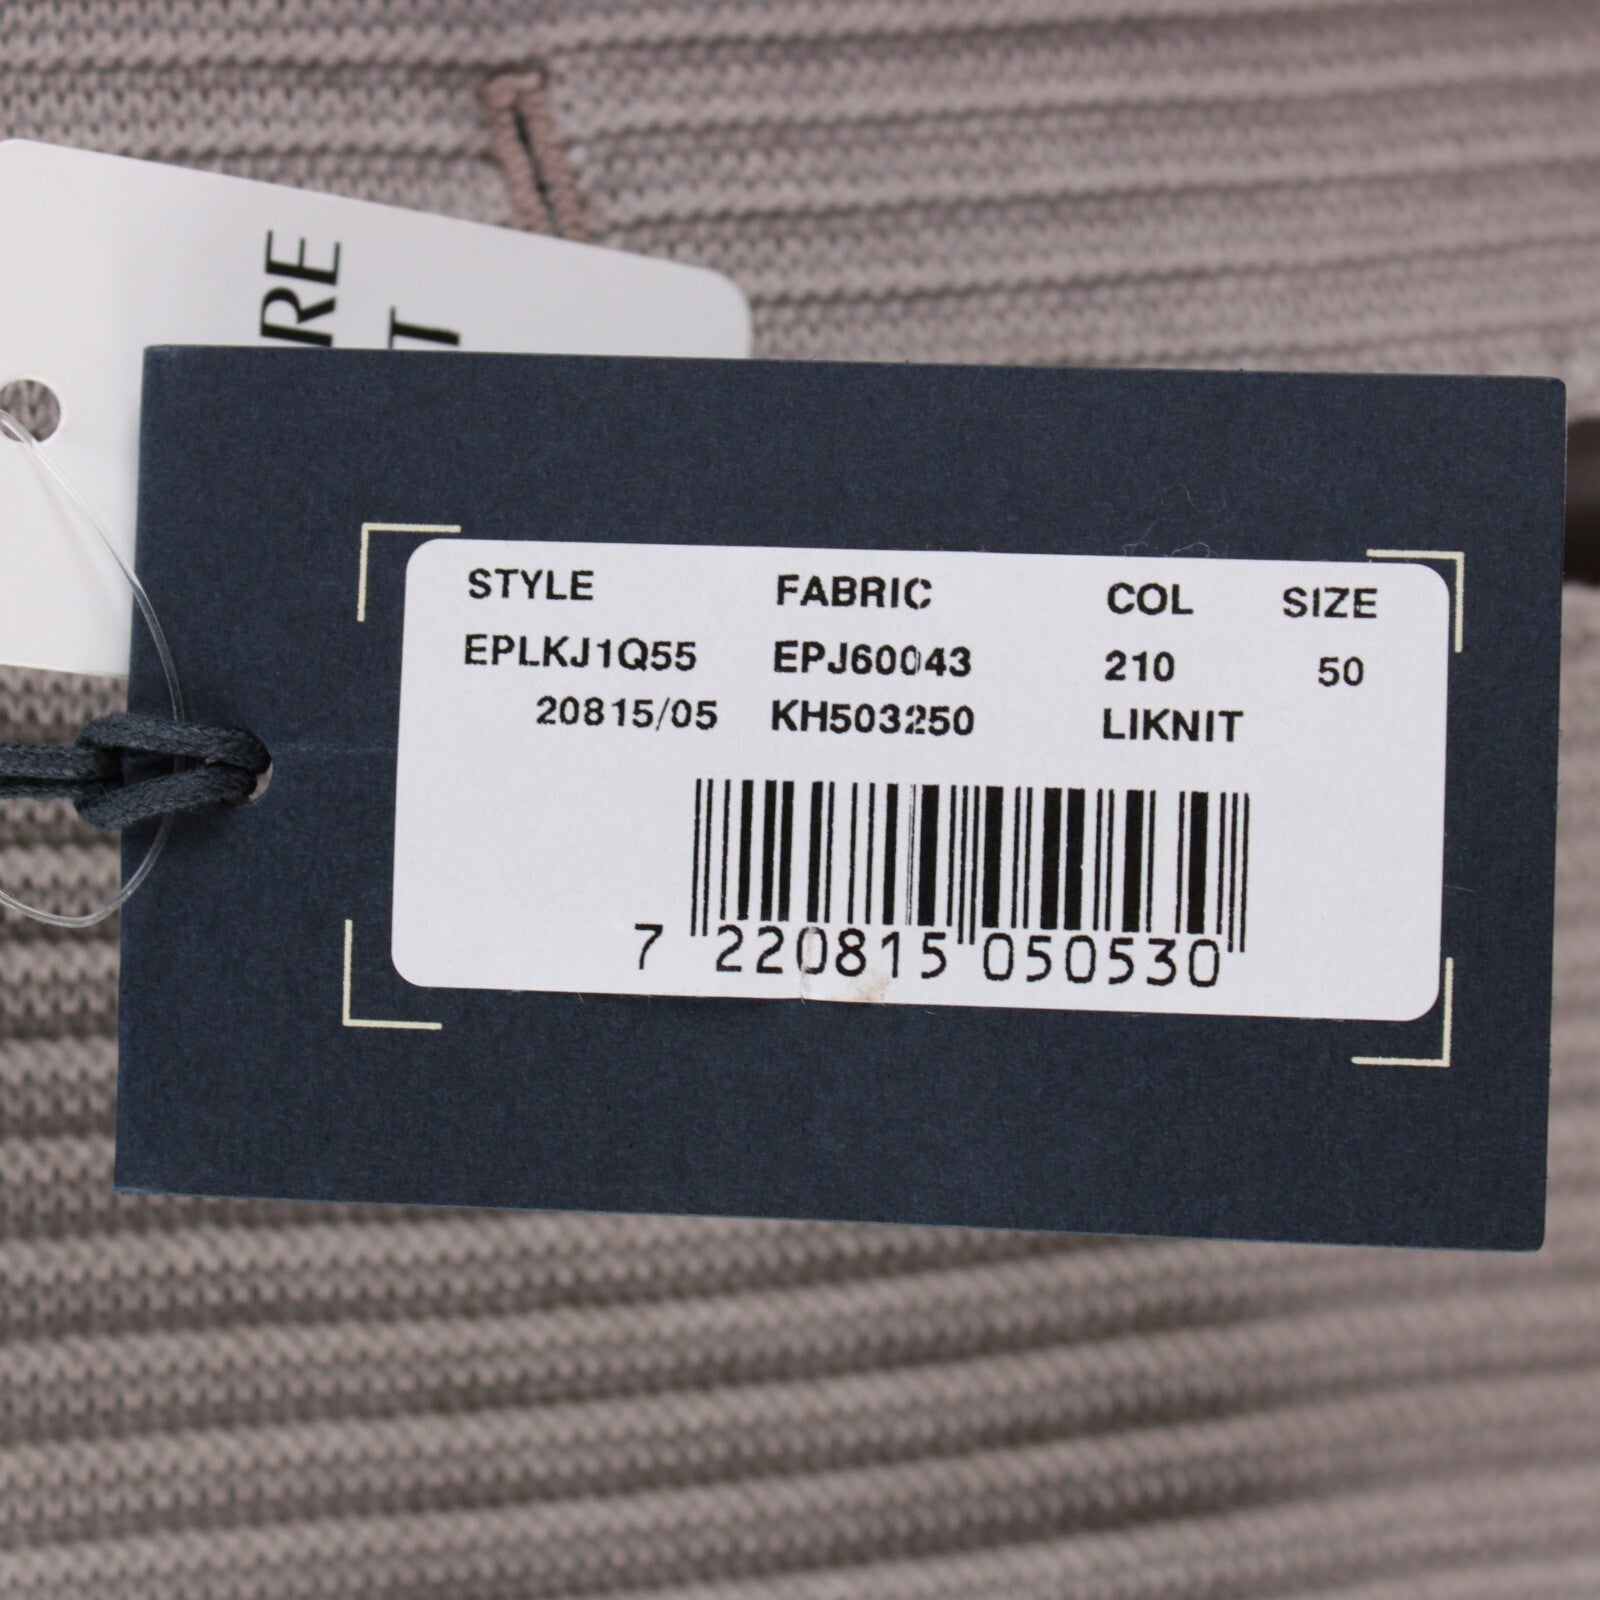 STYLE FABRIC COL SIZE
EPLKJ1Q55 EPJ60043 210 50
20815/05 KH503250 LIKNIT
7 220815 050530